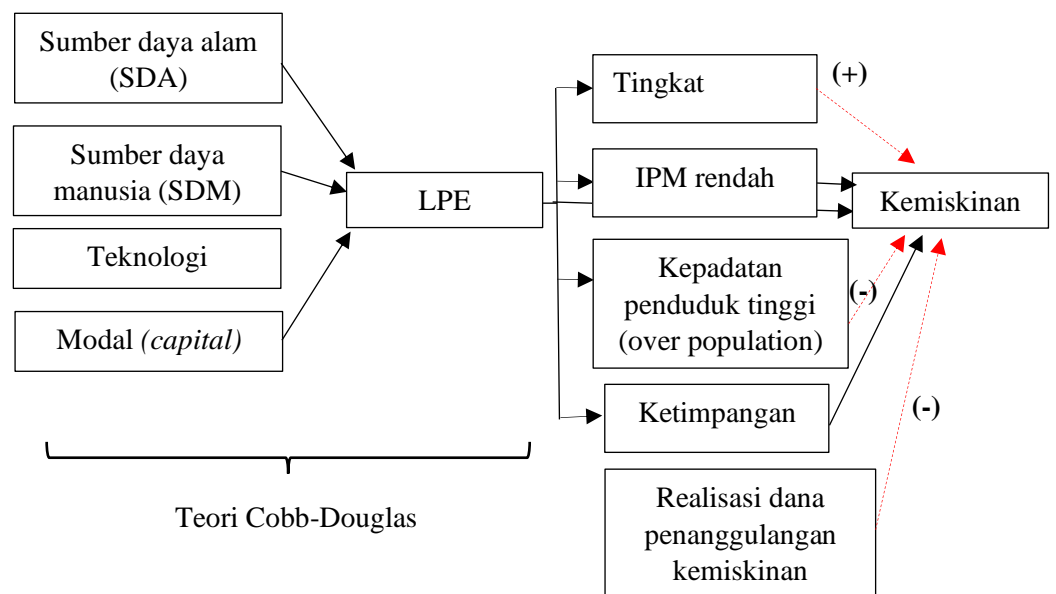 Sumber daya alam
(SDA)
Sumber daya
manusia (SDM)
Teknologi
Modal (capital)
LPE
Tingkat
(+)
IPM rendah
Kemiskinan
Kepadatan
penduduk tinggi
(over population)
(-)
Ketimpangan
(-)
Realisasi dana
penanggulangan
kemiskinan
Teori Cobb-Douglas